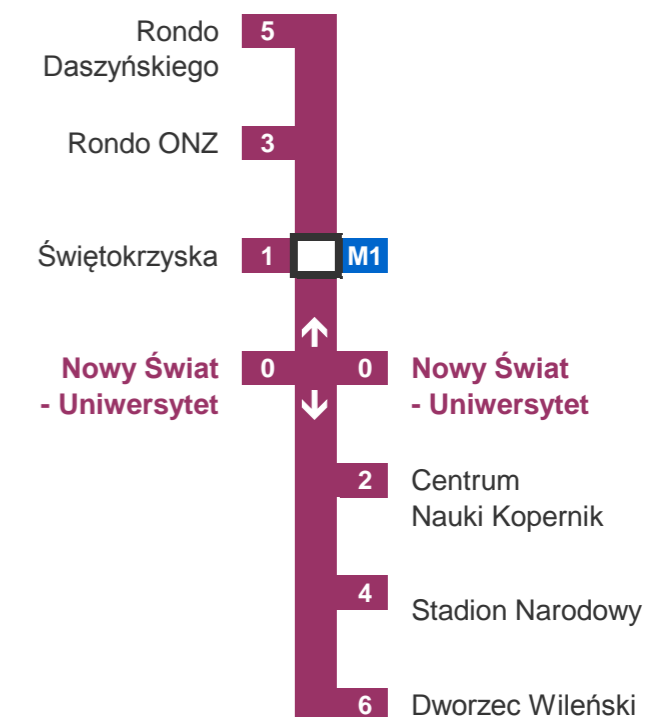 Rondo 5
Daszyńskiego
Rondo ONZ 3
Świętokrzyska 1 M1
Nowy Świat 0 0 Nowy Świat
- Uniwersytet - Uniwersytet
2 Centrum
Nauki Kopernik
4
Stadion Narodowy
6 Dworzec Wileński